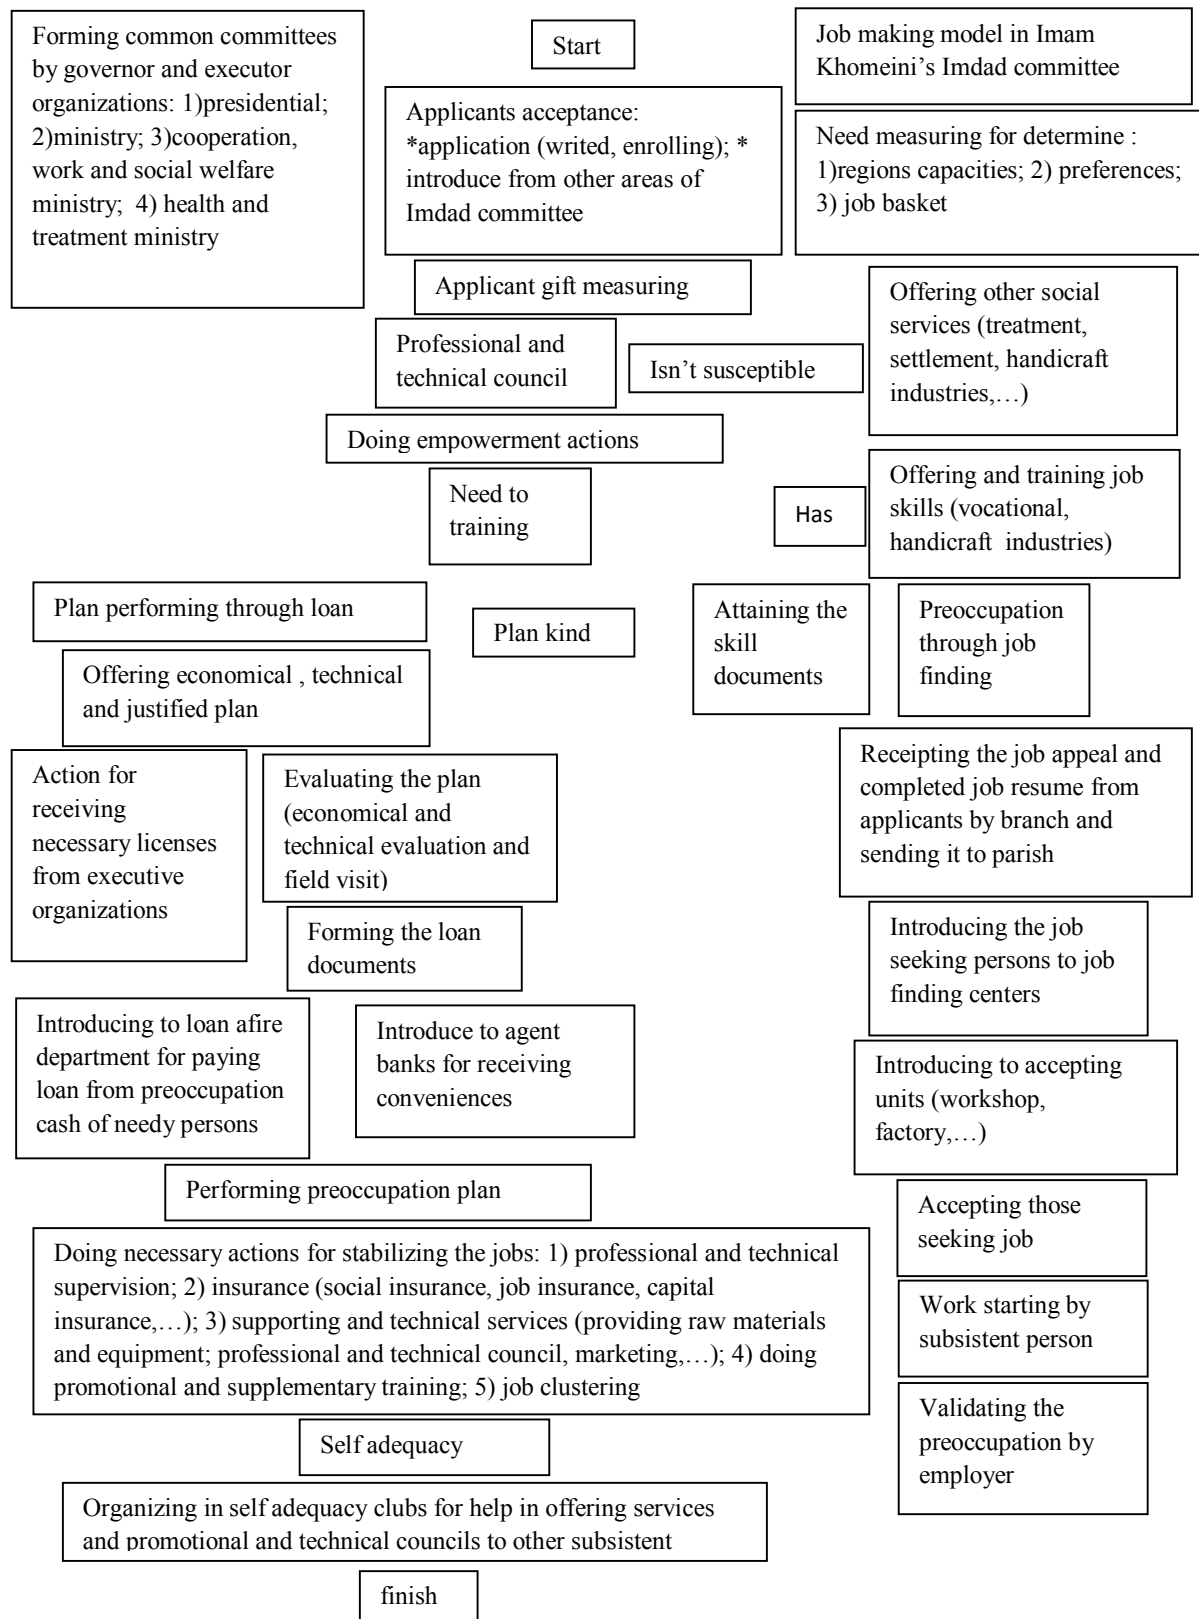 Forming common committees
by governor and executor
organizations: 1)presidential;
2)ministry; 3)cooperation,
work and social welfare
ministry;  4) health and
treatment ministry
Start
Job making model in Imam
Khomeini’s Imdad committee
Applicants acceptance:
*application (writed, enrolling); *
introduce from other areas of
Imdad committee
Need measuring for determine :
1)regions capacities; 2) preferences;
3) job basket
Applicant gift measuring
Offering other social
services (treatment,
settlement, handicraft
industries,…)
Professional and
technical council
Isn’t susceptible
Doing empowerment actions
Need to
training
Has
Offering and training job
skills (vocational,
handicraft  industries)
Plan performing through loan
Plan kind
Attaining the
skill
documents
Preoccupation
through job
finding
Offering economical , technical
and justified plan
Action for
receiving
necessary licenses
from executive
organizations
Evaluating the plan
(economical and
technical evaluation and
field visit)
Receipting the job appeal and
completed job resume from
applicants by branch and
sending it to parish
Forming the loan
documents
Introducing the job
seeking persons to job
finding centers
Introducing to loan afire
department for paying
loan from preoccupation
cash of needy persons
Introduce to agent
banks for receiving
conveniences
Introducing to accepting
units (workshop,
factory,…)
Performing preoccupation plan
Accepting those
seeking job
Doing necessary actions for stabilizing the jobs: 1) professional and technical
supervision; 2) insurance (social insurance, job insurance, capital
insurance,…); 3) supporting and technical services (providing raw materials
and equipment; professional and technical council, marketing,…); 4) doing
promotional and supplementary training; 5) job clustering
Work starting by
subsistent person
Validating the
preoccupation by
employer
Self adequacy
Organizing in self adequacy clubs for help in offering services
and promotional and technical councils to other subsistent
finish